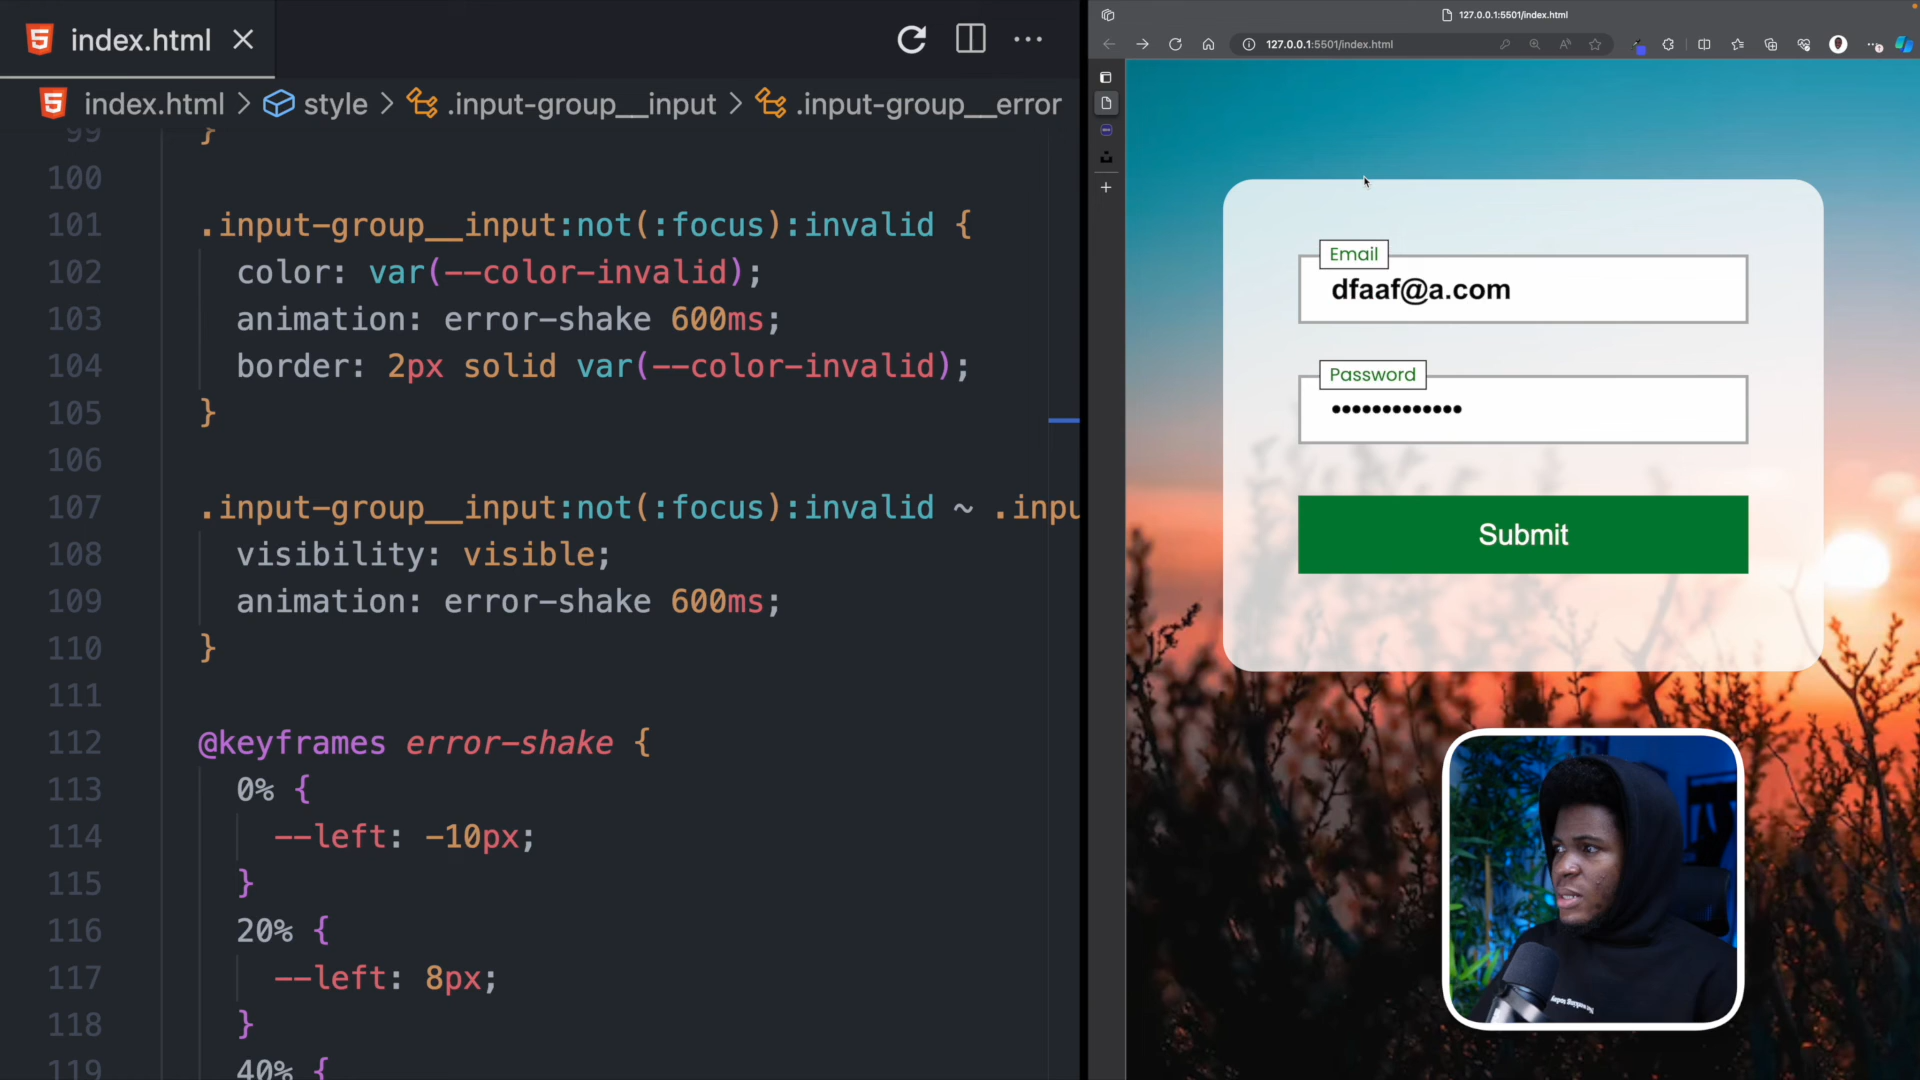 index.html
index.html > style > .input-group__input > .input-group__error
99 }
100
101 .input-group__input:not(:focus):invalid {
102 color: var(--color-invalid);
103 animation: error-shake 600ms;
104 border: 2px solid var(--color-invalid);
105 }
106
107 .input-group__input:not(:focus):invalid ~ .inpu
108 visibility: visible;
109 animation: error-shake 600ms;
110 }
111
112 @keyframes error-shake {
113 0% {
114 --left: -10px;
115 }
116 20% {
117 --left: 8px;
118 }
119 40% {
127.0.0.1:5501/index.html
127.0.0.1:5501/index.html
Email
dfaaf@a.com
Password
•••••••••••••
Submit